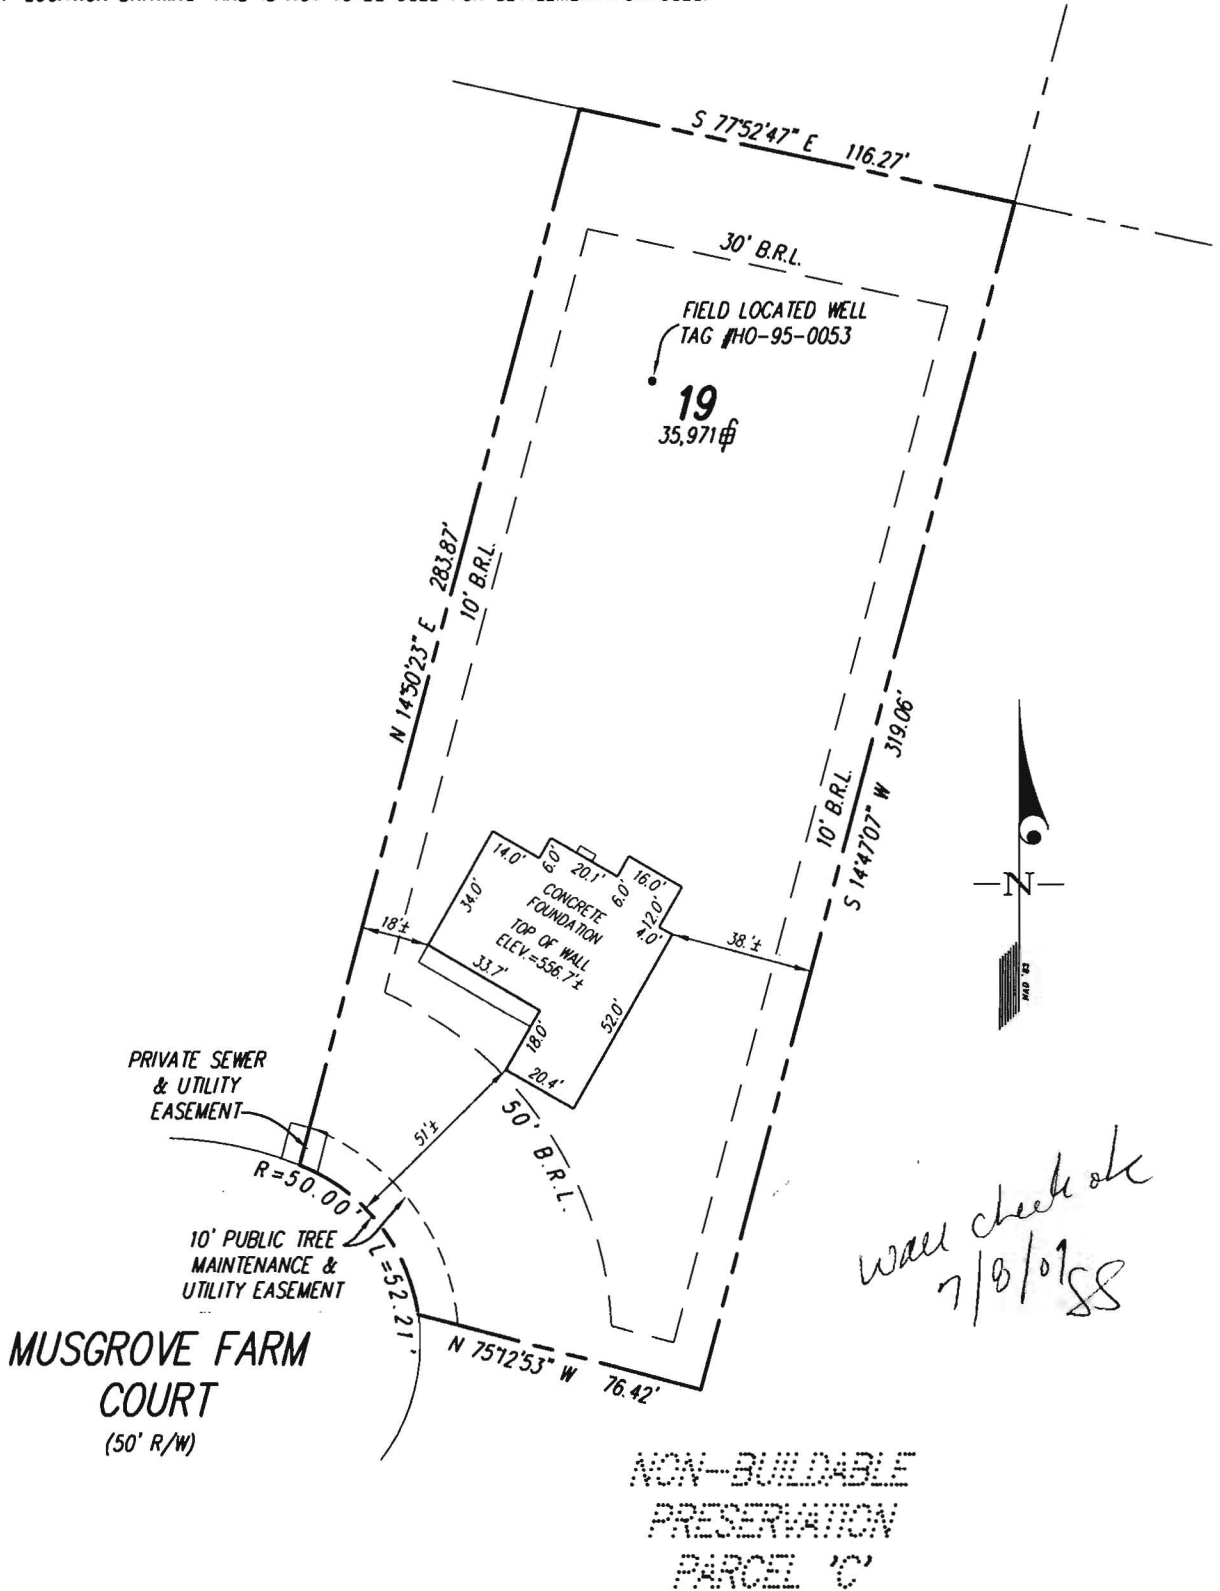 S 77°52'47" E 116.27'
30' B.R.L.
FIELD LOCATED WELL
TAG #HO-95-0053
19
35,971
N 14°50'23" E 283.87'
10' B.R.L.
10' B.R.L.
S 14°47'07" W 319.06'
14.0'
6.0'
20.1'
6.0'
16.0'
12.0'
4.0'
34.0'
CONCRETE
FOUNDATION
TOP OF WALL
ELEV.=556.7'±
18'±
38.'±
33.7'
18.0'
52.0'
20.4'
N
NAD '83
PRIVATE SEWER
& UTILITY
EASEMENT
51'±
50' B.R.L.
R=50.00'
L=52.21'
10' PUBLIC TREE
MAINTENANCE &
UTILITY EASEMENT
wall check ok
7/8/09 SS
MUSGROVE FARM
COURT
(50' R/W)
N 75°12'53" W 76.42'
NON-BUILDABLE
PRESERVATION
PARCEL 'C'